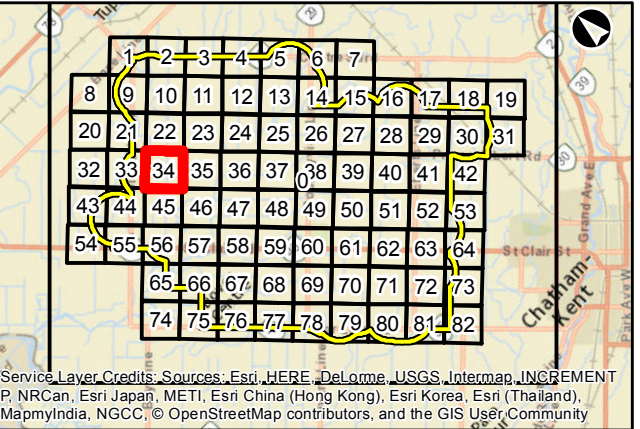 1 2 3 4 5 6 7
8 9 10 11 12 13 14 15 16 17 18 19
20 21 22 23 24 25 26 27 28 29 30 31
32 33 34 35 36 37 38 39 40 41 42
0
43 44 45 46 47 48 49 50 51 52 53
54 55 56 57 58 59 60 61 62 63 64
St Clair St
65 66 67 68 69 70 71 72 73
74 75 76 77 78 79 80 81 82
Grand Ave E
Chatham-
Kent
Park Ave W
39
Service Layer Credits: Sources: Esri, HERE, DeLorme, USGS, Intermap, INCREMENT
P, NRCan, Esri Japan, METI, Esri China (Hong Kong), Esri Korea, Esri (Thailand),
MapmyIndia, NGCC, © OpenStreetMap contributors, and the GIS User Community